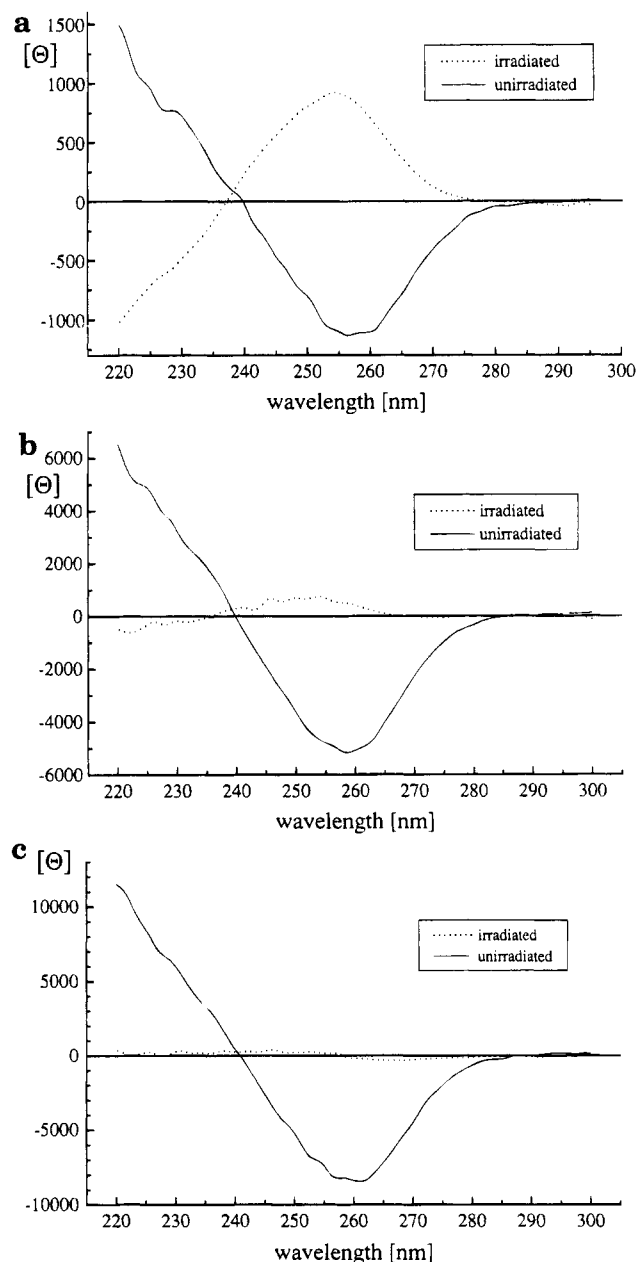 a
[Θ]
1500
1000
500
0
-500
-1000
irradiated
unirradiated
220 230 240 250 260 270 280 290 300
wavelength [nm]
b
[Θ]
6000
4000
2000
0
-2000
-4000
-6000
irradiated
unirradiated
220 230 240 250 260 270 280 290 300
wavelength [nm]
c
[Θ]
10000
5000
0
-5000
-10000
irradiated
unirradiated
220 230 240 250 260 270 280 290 300
wavelength [nm]